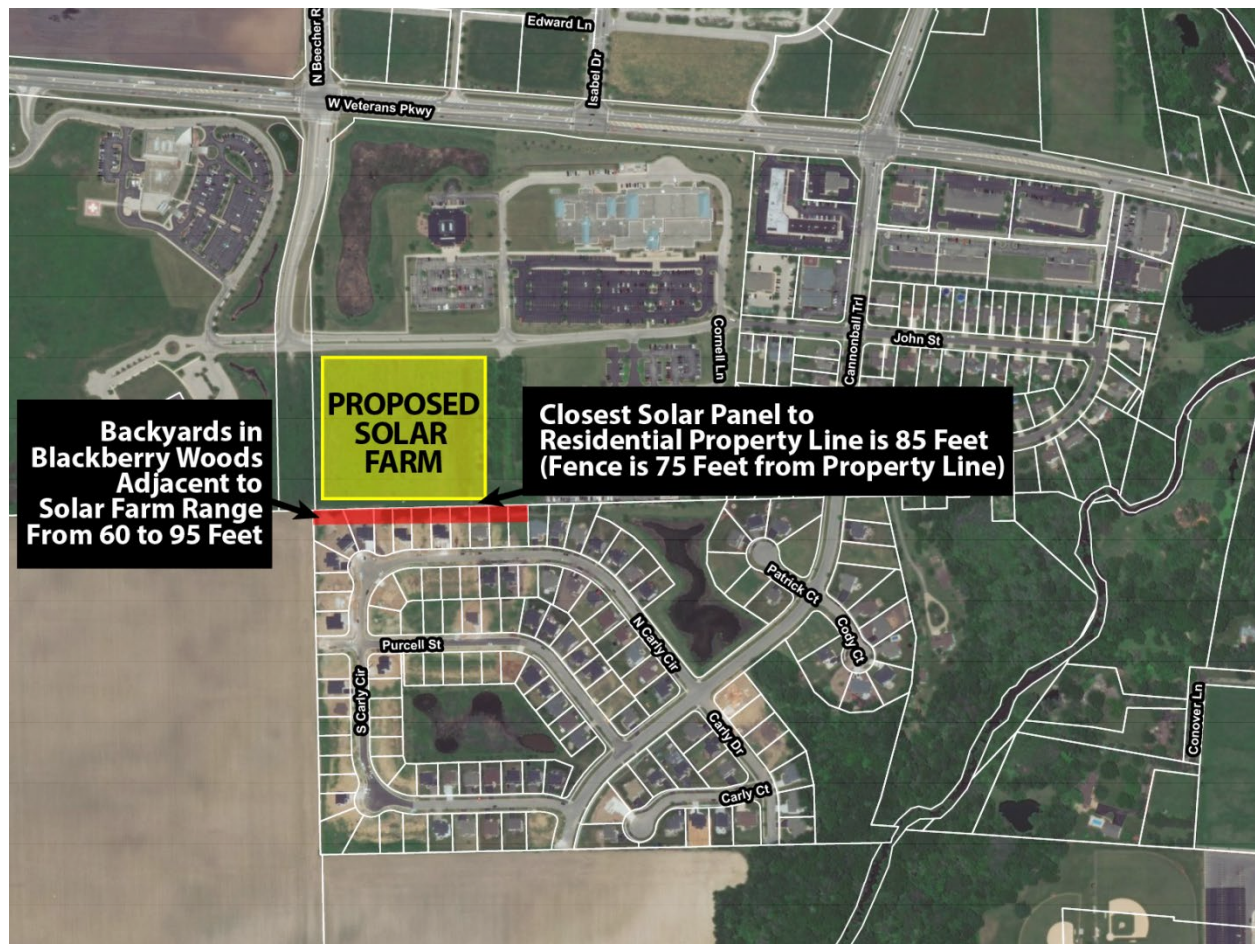 Edward Ln
N Beecher R
Isabel Dr
W Veterans Pkwy
Cornell Ln
Cannonball Trl
John St
PROPOSED
SOLAR
FARM
Backyards in
Blackberry Woods
Adjacent to
Solar Farm Range
From 60 to 95 Feet
Closest Solar Panel to
Residential Property Line is 85 Feet
(Fence is 75 Feet from Property Line)
Patrick Ct
Cody Ct
N Carly Cir
Purcell St
S Carly Cir
Carly Dr
Conover Ln
Carly Ct